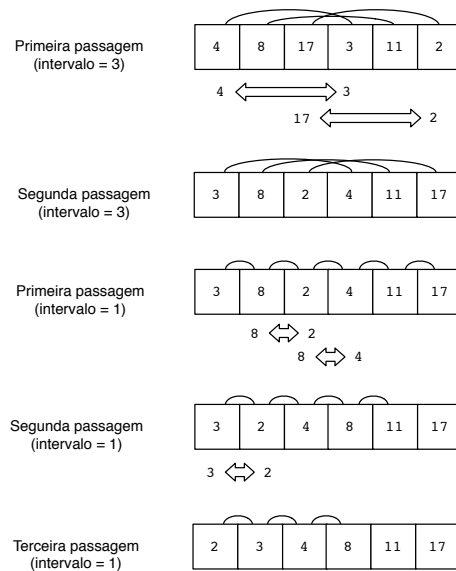 Primeira passagem
(intervalo = 3)
4 8 17 3 11 2
4 3
17 2
Segunda passagem
(intervalo = 3)
3 8 2 4 11 17
Primeira passagem
(intervalo = 1)
3 8 2 4 11 17
8 2
8 4
Segunda passagem
(intervalo = 1)
3 2 4 8 11 17
3 2
Terceira passagem
(intervalo = 1)
2 3 4 8 11 17